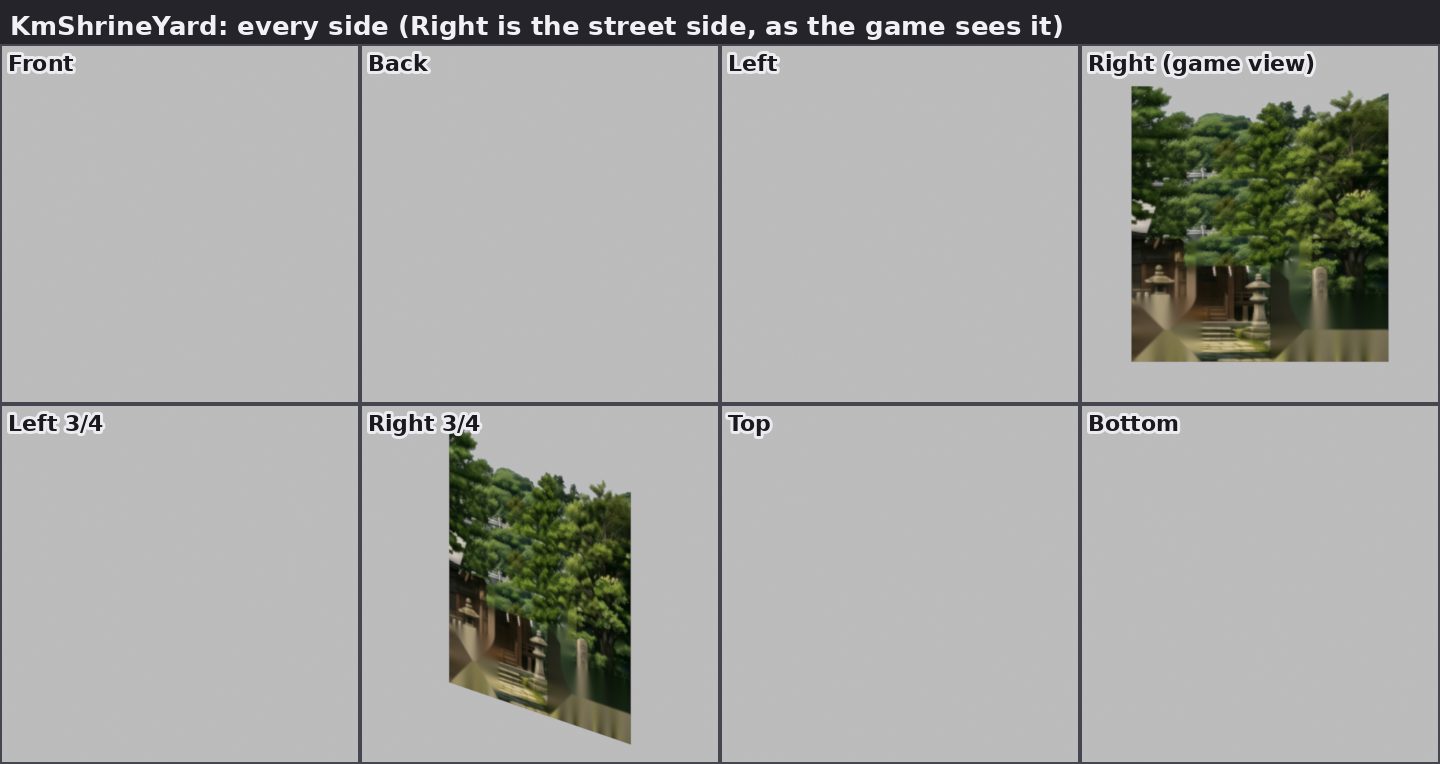 KmShrineYard: every side (Right is the street side, as the game sees it)
Front
Back
Left
Right (game view)
Left 3/4
Right 3/4
Top
Bottom